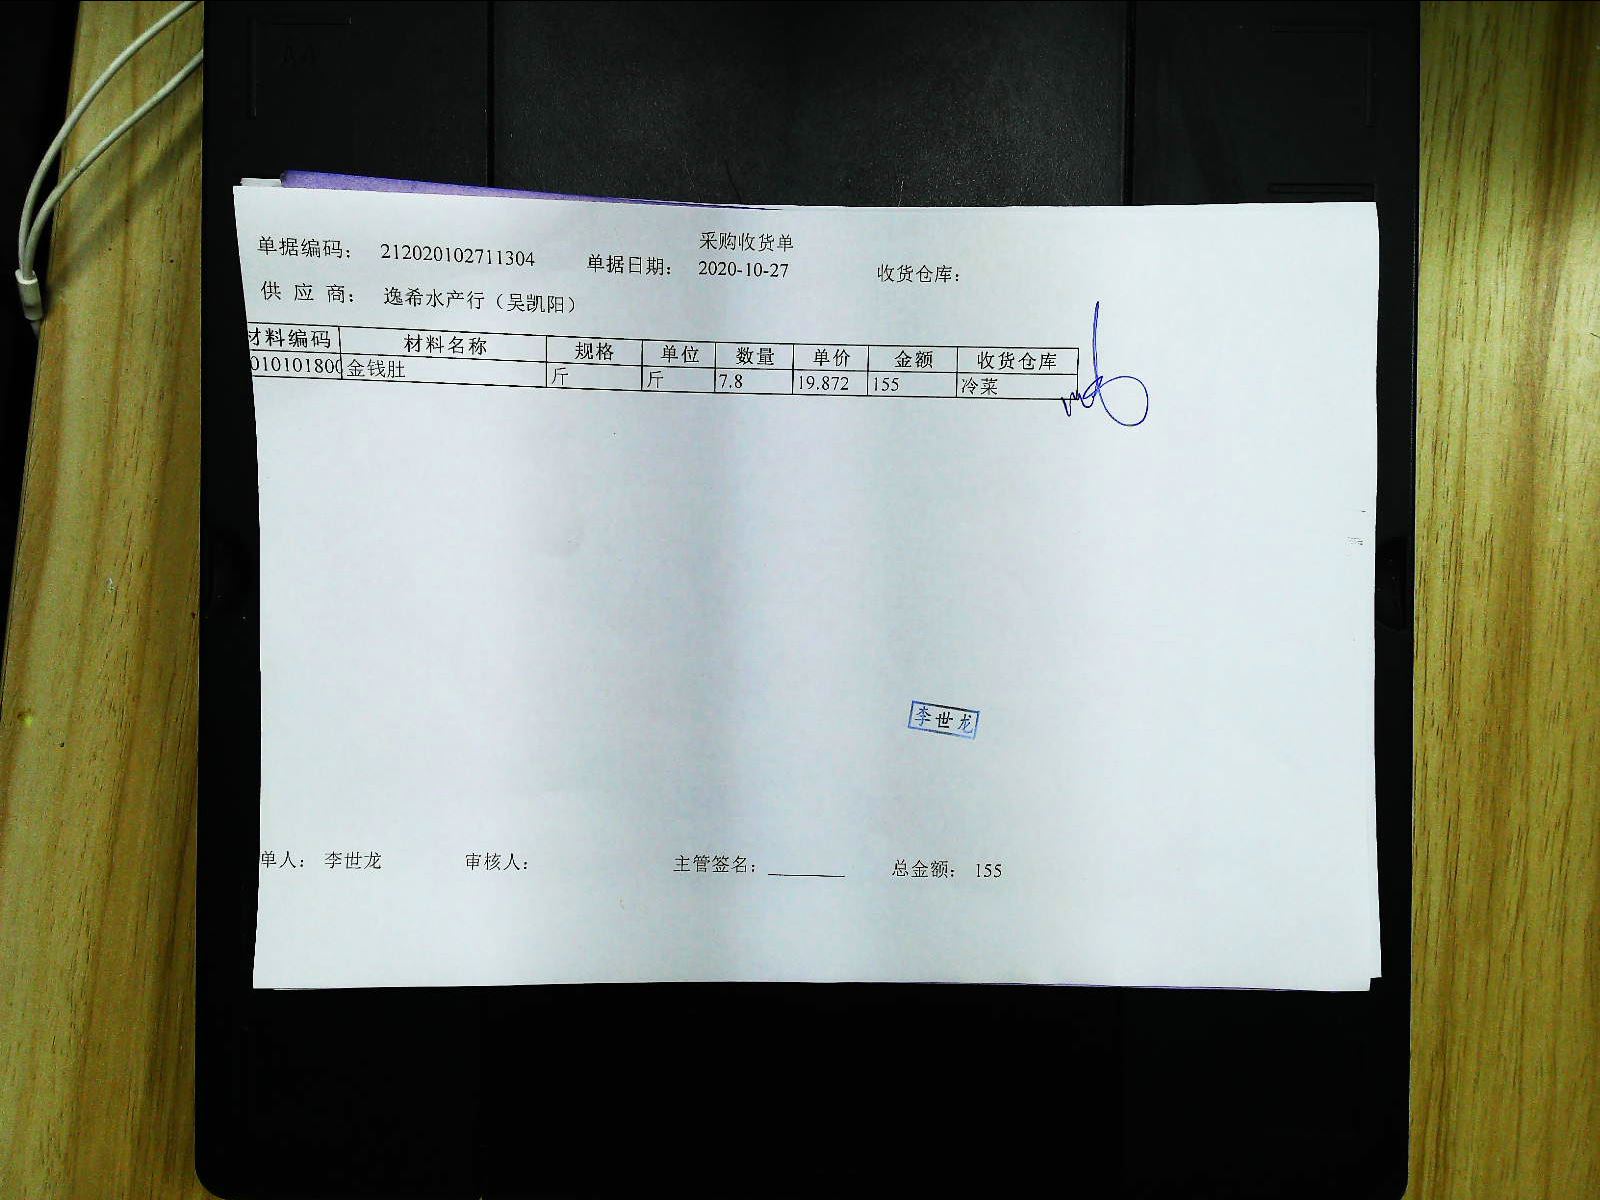 采购收货单
单据编码： 212020102711304 单据日期： 2020-10-27 收货仓库：
供 应 商： 逸希水产行（吴凯阳）
材料编码 材料名称 规格 单位 数量 单价 金额 收货仓库
010101800 金钱肚 斤 斤 7.8 19.872 155 冷菜
李世龙
单人： 李世龙 审核人： 主管签名： 总金额： 155